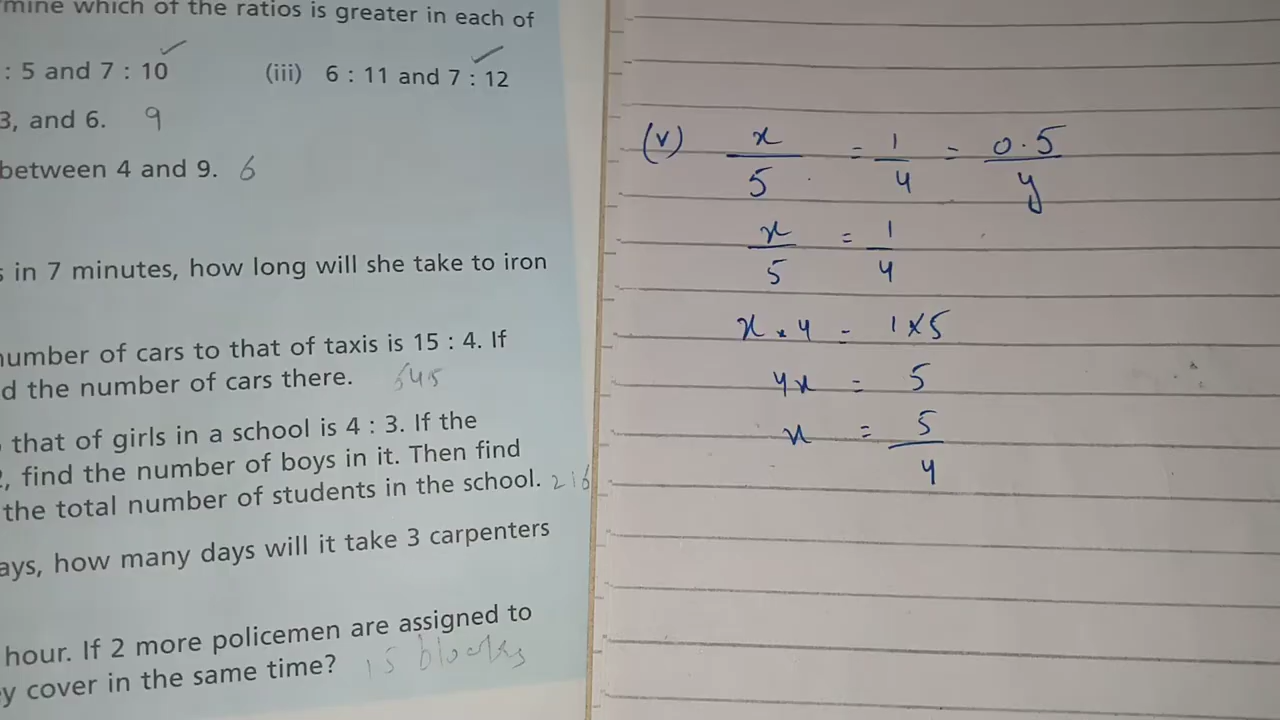 mine which of the ratios is greater in each of
: 5 and 7 : 10 (iii) 6 : 11 and 7 : 12
3, and 6. 9
between 4 and 9. 6
s in 7 minutes, how long will she take to iron
number of cars to that of taxis is 15 : 4. If
d the number of cars there. 645
that of girls in a school is 4 : 3. If the
2, find the number of boys in it. Then find
the total number of students in the school. 216
ays, how many days will it take 3 carpenters
hour. If 2 more policemen are assigned to
y cover in the same time? 15 blocks
(v) x/5 = 1/4 = 0.5/y
x/5 = 1/4
x × 4 = 1×5
4x = 5
x = 5/4